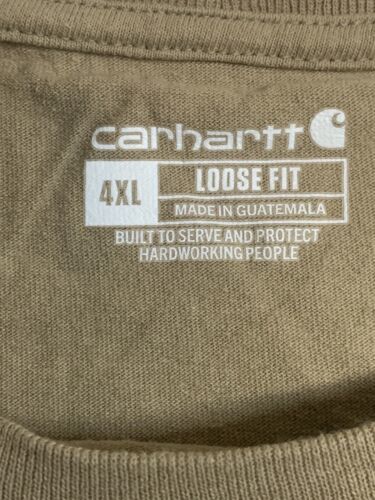 carhartt
4XL
LOOSE FIT
MADE IN GUATEMALA
BUILT TO SERVE AND PROTECT
HARDWORKING PEOPLE